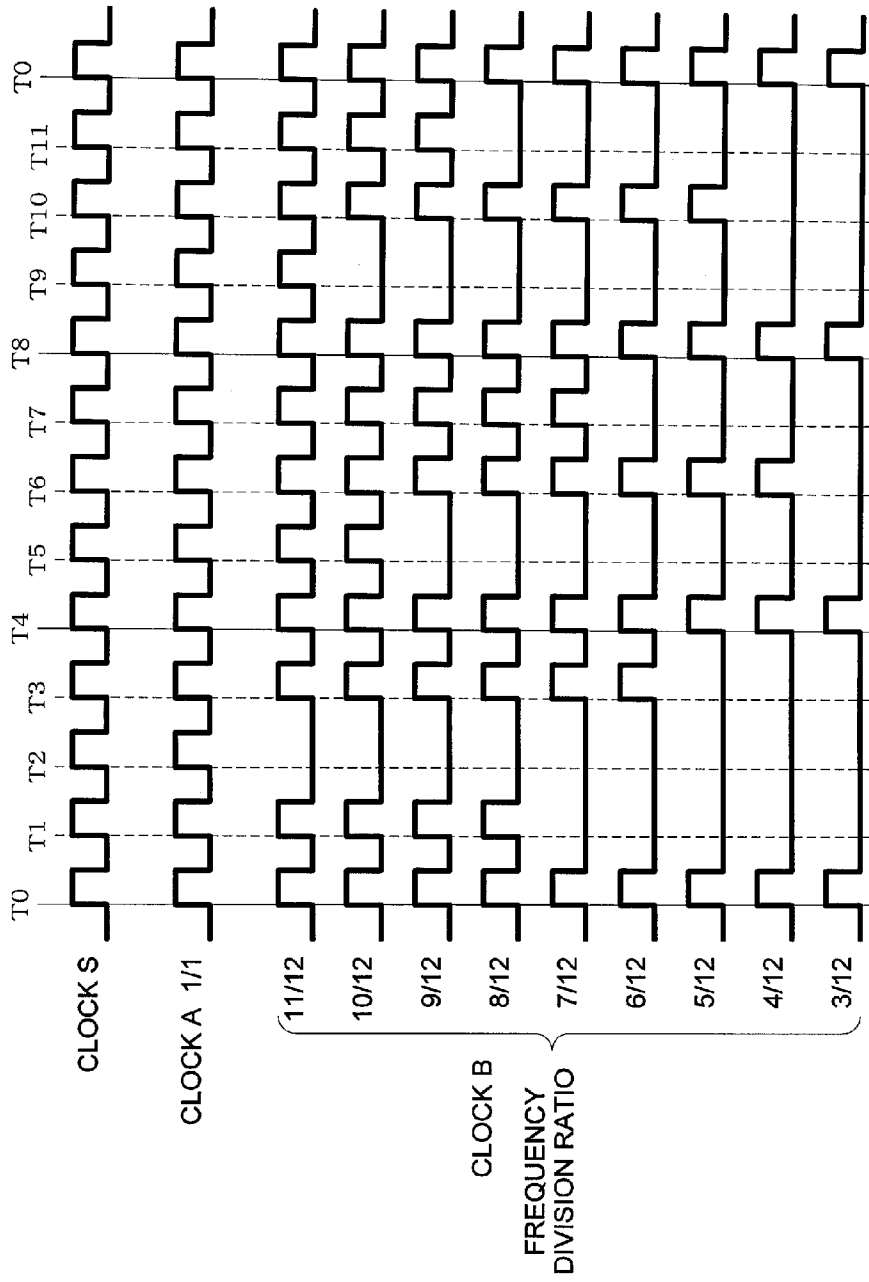 T0 T1 T2 T3 T4 T5 T6 T7 T8 T9 T10 T11 T0
CLOCK S
CLOCK A 1/1
11/12
10/12
9/12
8/12
7/12
6/12
5/12
4/12
3/12
CLOCK B
FREQUENCY
DIVISION RATIO